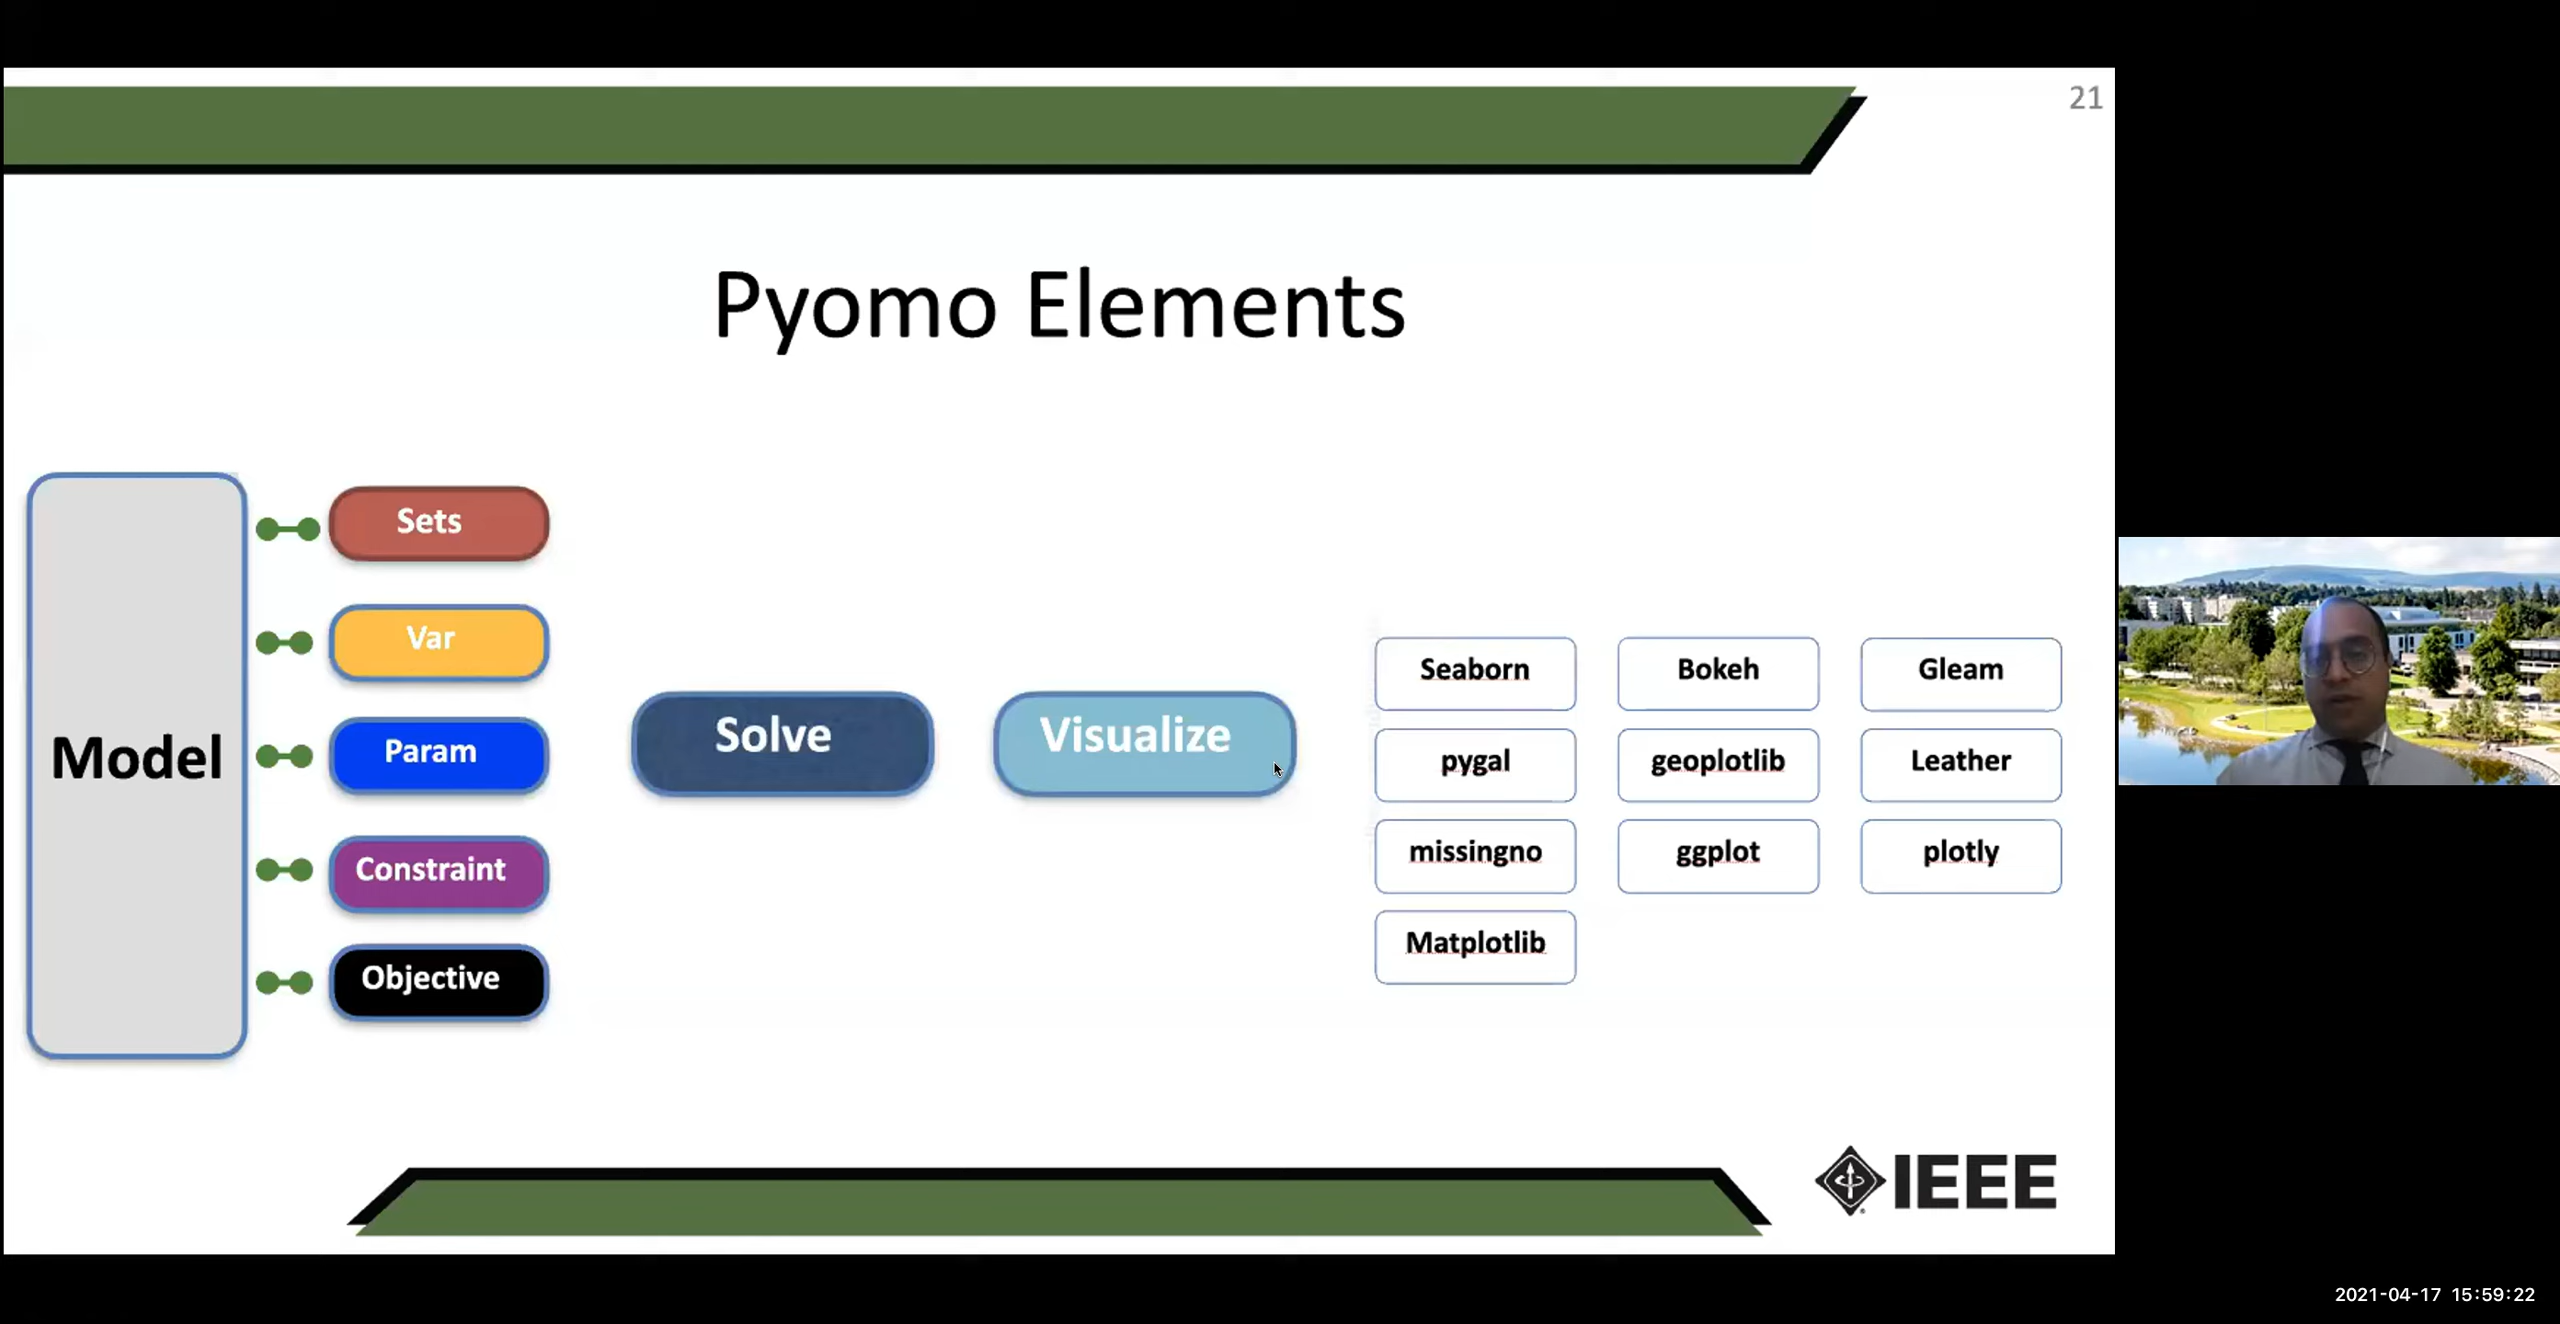 21
Pyomo Elements
Model
Sets
Var
Param
Constraint
Objective
Solve
Visualize
Seaborn
Bokeh
Gleam
pygal
geoplotlib
Leather
missingno
ggplot
plotly
Matplotlib
IEEE
2021-04-17 15:59:22